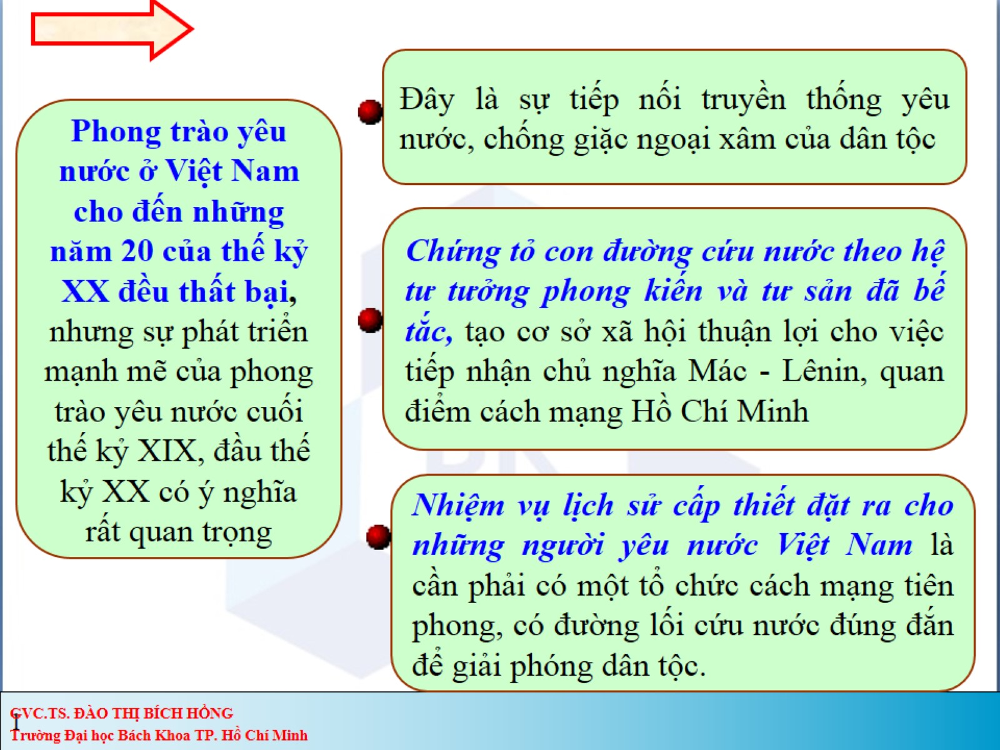 Phong trào yêu
nước ở Việt Nam
cho đến những
năm 20 của thế kỷ
XX đều thất bại,
nhưng sự phát triển
mạnh mẽ của phong
trào yêu nước cuối
thế kỷ XIX, đầu thế
kỷ XX có ý nghĩa
rất quan trọng
Đây là sự tiếp nối truyền thống yêu
nước, chống giặc ngoại xâm của dân tộc
Chứng tỏ con đường cứu nước theo hệ
tư tưởng phong kiến và tư sản đã bế
tắc, tạo cơ sở xã hội thuận lợi cho việc
tiếp nhận chủ nghĩa Mác - Lênin, quan
điểm cách mạng Hồ Chí Minh
Nhiệm vụ lịch sử cấp thiết đặt ra cho
những người yêu nước Việt Nam là
cần phải có một tổ chức cách mạng tiên
phong, có đường lối cứu nước đúng đắn
để giải phóng dân tộc.
GVC.TS. ĐÀO THỊ BÍCH HỒNG
1
Trường Đại học Bách Khoa TP. Hồ Chí Minh